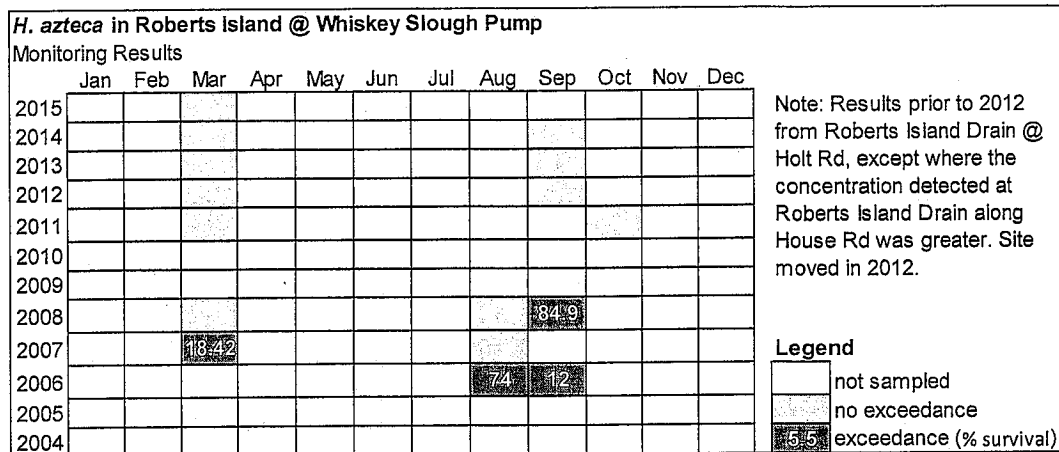 H. azteca in Roberts Island @ Whiskey Slough Pump
Monitoring Results
Jan Feb Mar Apr May Jun Jul Aug Sep Oct Nov Dec
2015
2014
2013
2012
2011
2010
2009
2008 84.9
2007 18.42
2006 74 12
2005
2004
Note: Results prior to 2012
from Roberts Island Drain @
Holt Rd, except where the
concentration detected at
Roberts Island Drain along
House Rd was greater. Site
moved in 2012.
Legend
not sampled
no exceedance
5.5 exceedance (% survival)